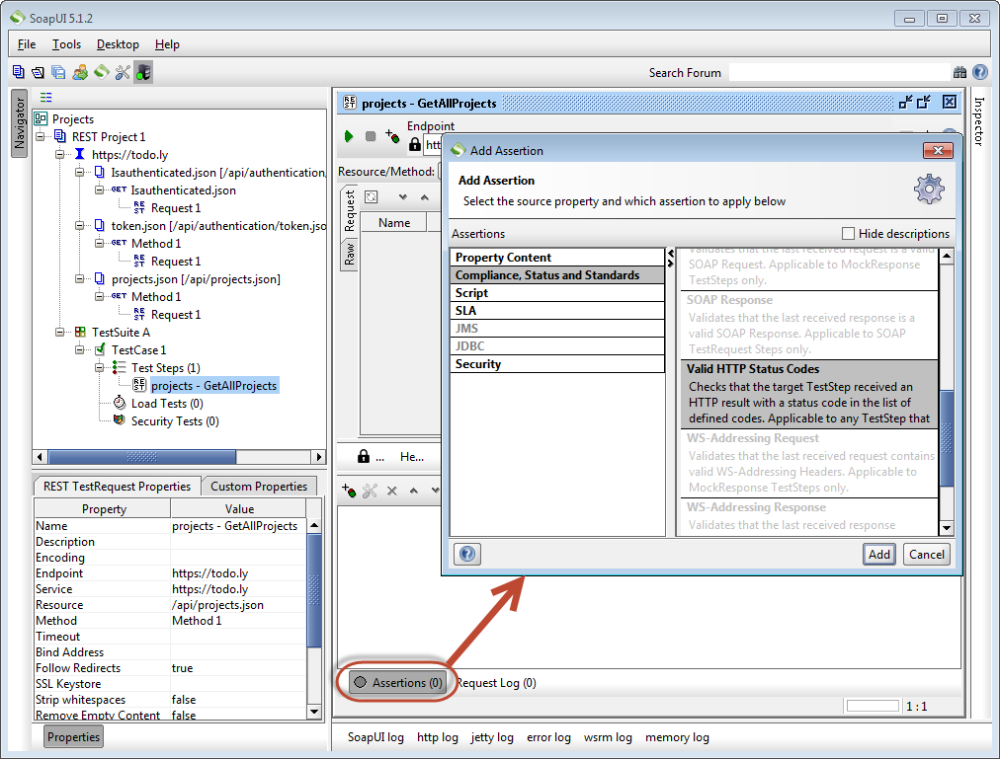 SoapUI 5.1.2
File Tools Desktop Help
Search Forum
Navigator
Projects
REST Project 1
https://todo.ly
Isauthenticated.json [/api/authentication/
GET Isauthenticated.json
REST Request 1
token.json [/api/authentication/token.jso
GET Method 1
REST Request 1
projects.json [/api/projects.json]
GET Method 1
REST Request 1
TestSuite A
TestCase 1
Test Steps (1)
REST projects - GetAllProjects
Load Tests (0)
Security Tests (0)
REST TestRequest Properties Custom Properties
Property Value
Name projects - GetAllProjects
Description
Encoding
Endpoint https://todo.ly
Service https://todo.ly
Resource /api/projects.json
Method Method 1
Timeout
Bind Address
Follow Redirects true
SSL Keystore
Strip whitespaces false
Remove Empty Content false
Properties
REST projects - GetAllProjects
Endpoint
htt
Resource/Method:
Request
Raw
Name
... He...
Inspector
Add Assertion
Add Assertion
Select the source property and which assertion to apply below
Assertions Hide descriptions
Property Content
Compliance, Status and Standards
Script
SLA
JMS
JDBC
Security
Validates that the last received request is a valid
SOAP Request. Applicable to MockResponse
TestSteps only.
SOAP Response
Validates that the last received response is a
valid SOAP Response. Applicable to SOAP
TestRequest Steps only.
Valid HTTP Status Codes
Checks that the target TestStep received an
HTTP result with a status code in the list of
defined codes. Applicable to any TestStep that
WS-Addressing Request
Validates that the last received request contains
valid WS-Addressing Headers. Applicable to
MockResponse TestSteps only.
WS-Addressing Response
Validates that the last received response
Add Cancel
Assertions (0) Request Log (0)
1 : 1
SoapUI log http log jetty log error log wsrm log memory log